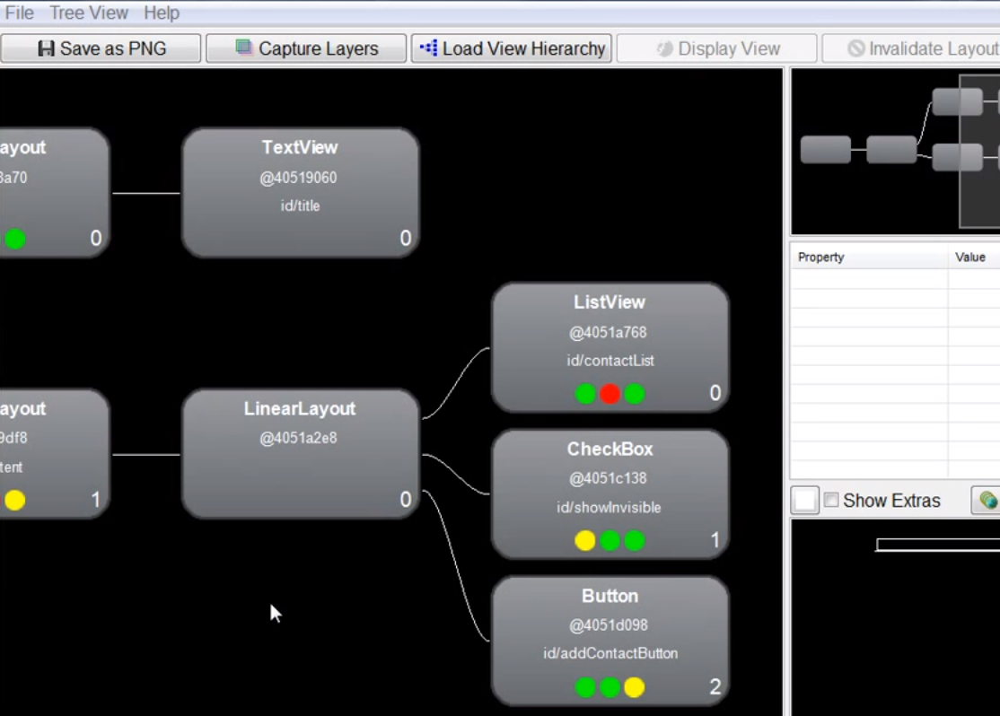 File Tree View Help
Save as PNG Capture Layers Load View Hierarchy Display View Invalidate Layout
ayout
3a70
0
TextView
@40519060
id/title
0
ListView
@4051a768
id/contactList
0
ayout
9df8
tent
1
LinearLayout
@4051a2e8
0
CheckBox
@4051c138
id/showInvisible
1
Button
@4051d098
id/addContactButton
2
Property Value
Show Extras